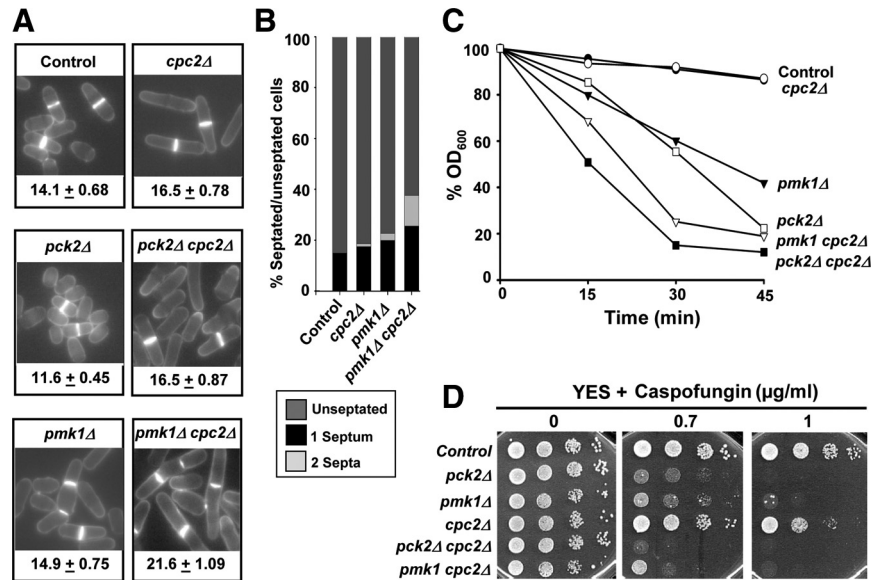 A
Control
cpc2Δ
14.1 ± 0.68
16.5 ± 0.78
pck2Δ
pck2Δ cpc2Δ
11.6 ± 0.45
16.5 ± 0.87
pmk1Δ
pmk1Δ cpc2Δ
14.9 ± 0.75
21.6 ± 1.09
B
% Septated/unseptated cells
100
80
60
40
20
0
Control
cpc2Δ
pmk1Δ
pmk1Δ cpc2Δ
Unseptated
1 Septum
2 Septa
C
% OD600
100
80
60
40
20
0
0
15
30
45
Time (min)
Control
cpc2Δ
pmk1Δ
pck2Δ
pmk1 cpc2Δ
pck2Δ cpc2Δ
D
YES + Caspofungin (µg/ml)
0
0.7
1
Control
pck2Δ
pmk1Δ
cpc2Δ
pck2Δ cpc2Δ
pmk1 cpc2Δ